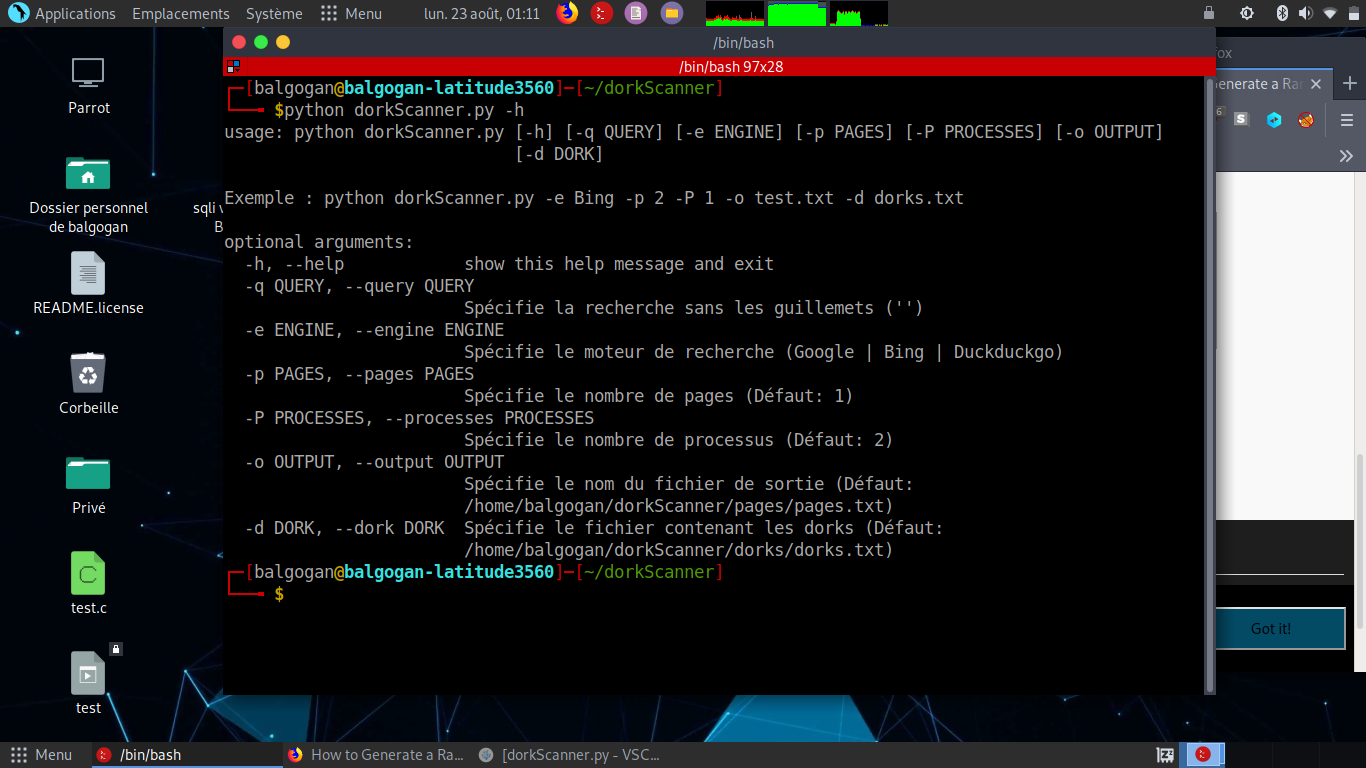 Applications Emplacements Système Menu lun. 23 août, 01:11
/bin/bash
/bin/bash 97x28
Parrot
Dossier personnel
de balgogan
sqli v
B
README.license
Corbeille
Privé
C
test.c
test
┌─[balgogan@balgogan-latitude3560]─[~/dorkScanner]
└──╼ $python dorkScanner.py -h
usage: python dorkScanner.py [-h] [-q QUERY] [-e ENGINE] [-p PAGES] [-P PROCESSES] [-o OUTPUT]
[-d DORK]
Exemple : python dorkScanner.py -e Bing -p 2 -P 1 -o test.txt -d dorks.txt
optional arguments:
-h, --help show this help message and exit
-q QUERY, --query QUERY
Spécifie la recherche sans les guillemets ('')
-e ENGINE, --engine ENGINE
Spécifie le moteur de recherche (Google | Bing | Duckduckgo)
-p PAGES, --pages PAGES
Spécifie le nombre de pages (Défaut: 1)
-P PROCESSES, --processes PROCESSES
Spécifie le nombre de processus (Défaut: 2)
-o OUTPUT, --output OUTPUT
Spécifie le nom du fichier de sortie (Défaut:
/home/balgogan/dorkScanner/pages/pages.txt)
-d DORK, --dork DORK Spécifie le fichier contenant les dorks (Défaut:
/home/balgogan/dorkScanner/dorks/dorks.txt)
┌─[balgogan@balgogan-latitude3560]─[~/dorkScanner]
└──╼ $
fox
enerate a Ra
6
S
Got it!
Menu /bin/bash How to Generate a Ra... [dorkScanner.py - VSC...